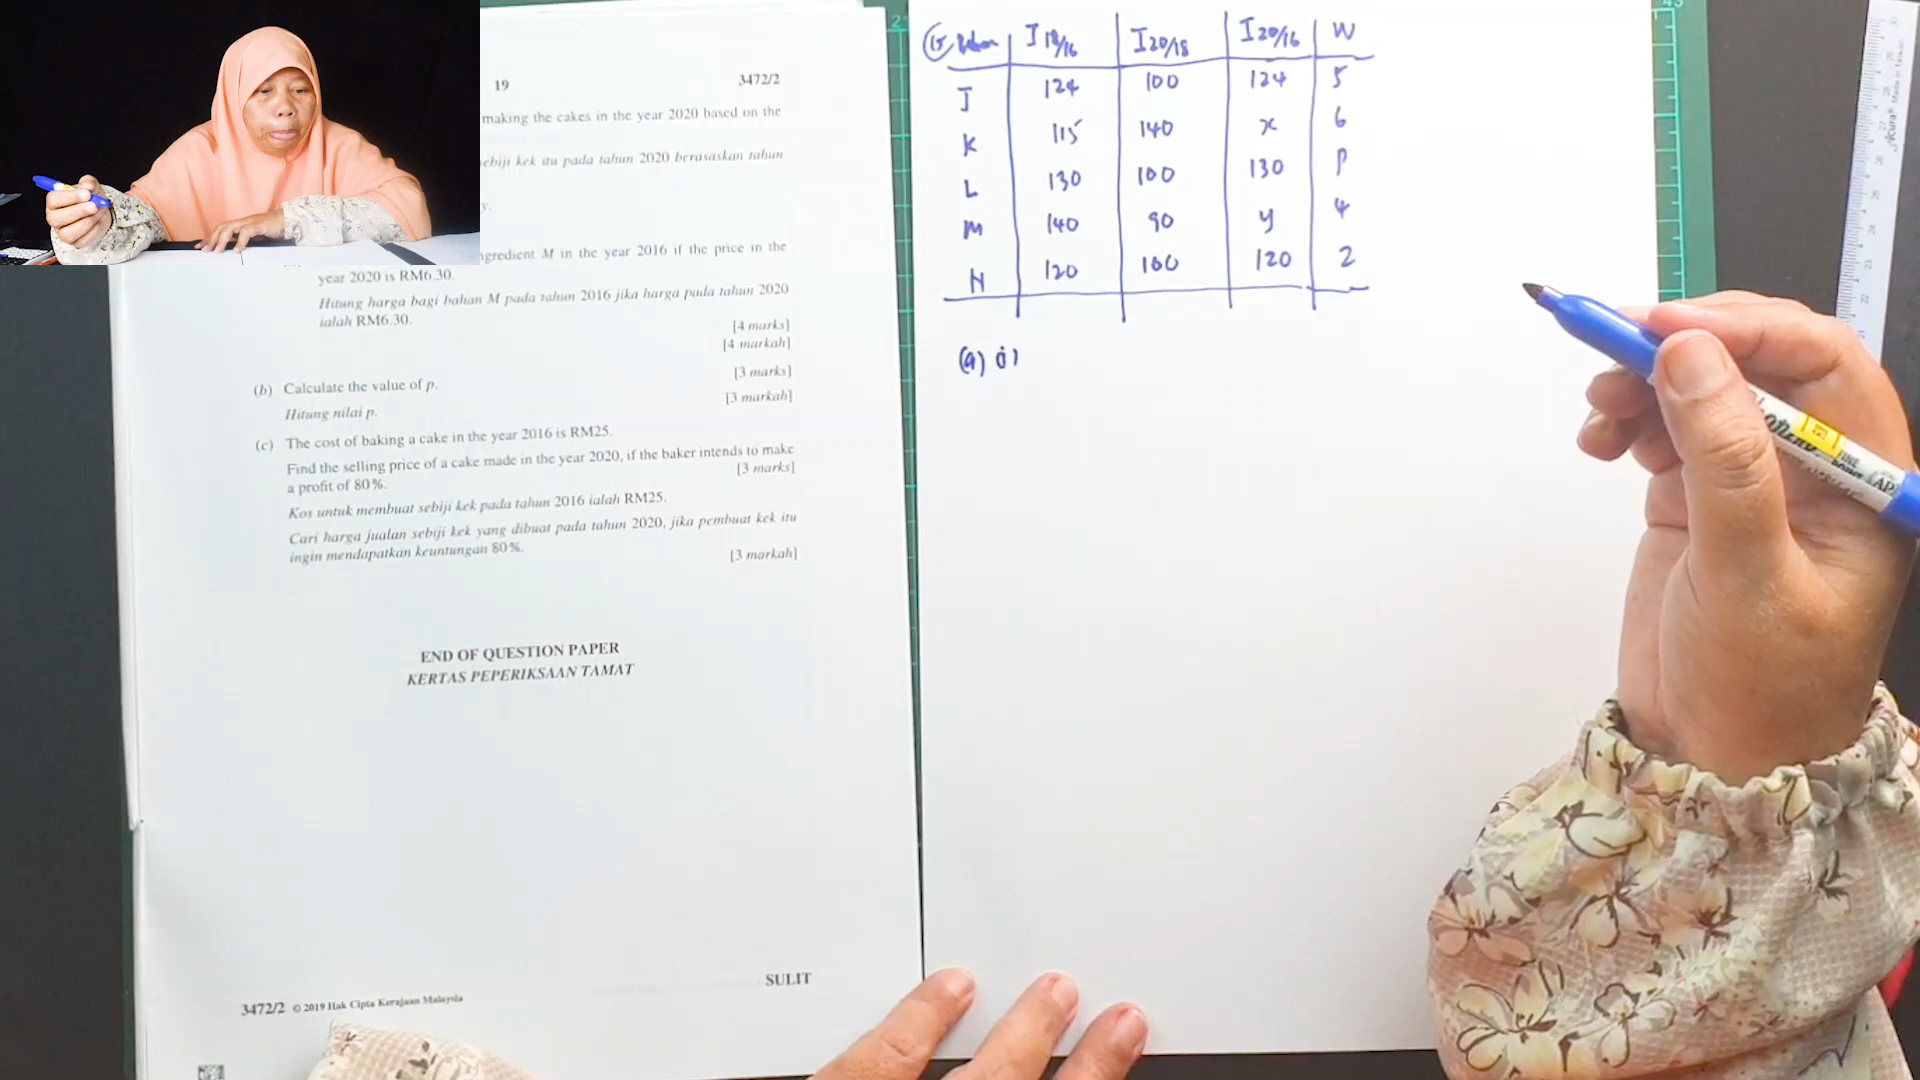 19 3472/2
making the cakes in the year 2020 based on the
sebiji kek itu pada tahun 2020 berasaskan tahun
y.
ngredient M in the year 2016 if the price in the
year 2020 is RM6.30.
Hitung harga bagi bahan M pada tahun 2016 jika harga pada tahun 2020
ialah RM6.30.
[4 marks]
[4 markah]
(b) Calculate the value of p. [3 marks]
Hitung nilai p. [3 markah]
(c) The cost of baking a cake in the year 2016 is RM25.
Find the selling price of a cake made in the year 2020, if the baker intends to make
a profit of 80%. [3 marks]
Kos untuk membuat sebiji kek pada tahun 2016 ialah RM25.
Cari harga jualan sebiji kek yang dibuat pada tahun 2020, jika pembuat kek itu
ingin mendapatkan keuntungan 80%. [3 markah]
END OF QUESTION PAPER
KERTAS PEPERIKSAAN TAMAT
SULIT
3472/2 © 2019 Hak Cipta Kerajaan Malaysia
15 Bahan I 18/16 I 20/18 I 20/16 W
J 124 100 124 5
K 115 140 x 6
L 130 100 130 P
M 140 90 y 4
N 120 100 120 2
(a) i)